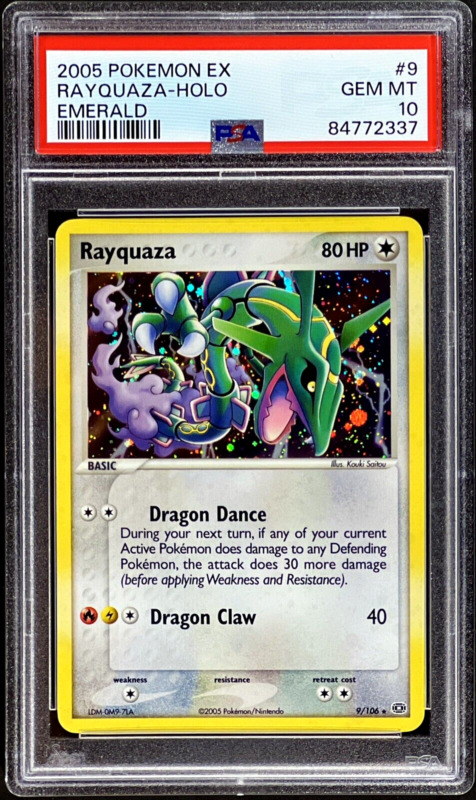 2005 POKEMON EX #9
RAYQUAZA-HOLO GEM MT
EMERALD 10
PSA 84772337
Rayquaza 80 HP
BASIC Illus. Kouki Saitou
Dragon Dance
During your next turn, if any of your current
Active Pokémon does damage to any Defending
Pokémon, the attack does 30 more damage
(before applying Weakness and Resistance).
Dragon Claw 40
weakness resistance retreat cost
LDM-0M9-7LA ©2005 Pokémon/Nintendo 9/106 ★
PSA